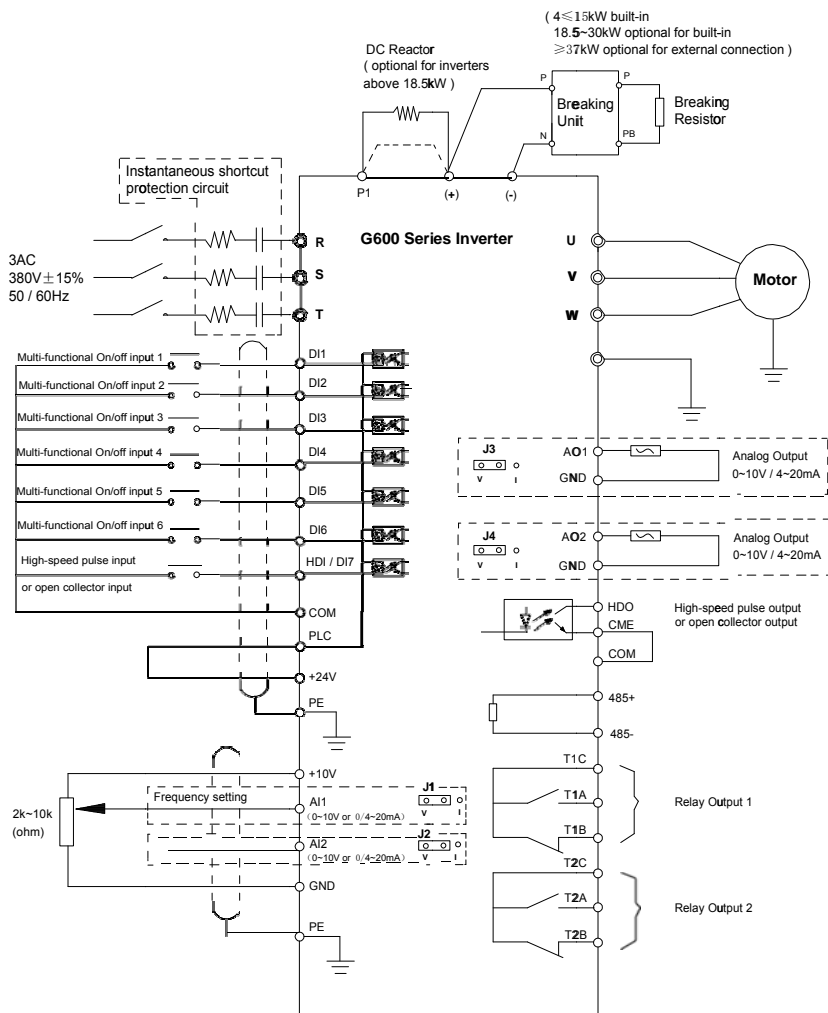 ( 4≤15kW built-in
18.5~30kW optional for built-in
≥37kW optional for external connection )
DC Reactor
( optional for inverters
above 18.5kW )
P
P
Breaking
Unit
Breaking
Resistor
N
PB
Instantaneous shortcut
protection circuit
P1
(+)
(-)
G600 Series Inverter
R
U
3AC
380V±15%
50 / 60Hz
S
V
Motor
T
W
Multi-functional On/off input 1
DI1
Multi-functional On/off input 2
DI2
Multi-functional On/off input 3
DI3
Multi-functional On/off input 4
DI4
Multi-functional On/off input 5
DI5
Multi-functional On/off input 6
DI6
High-speed pulse input
or open collector input
HDI / DI7
COM
PLC
+24V
PE
J3
V
I
AO1
GND
Analog Output
0~10V / 4~20mA
J4
V
I
AO2
GND
Analog Output
0~10V / 4~20mA
HDO
CME
COM
High-speed pulse output
or open collector output
485+
485-
+10V
Frequency setting
J1
AI1
(0~10V or 0/4~20mA)
V
I
2k~10k
(ohm)
J2
AI2
(0~10V or 0/4~20mA)
V
I
GND
PE
T1C
T1A
T1B
Relay Output 1
T2C
T2A
T2B
Relay Output 2